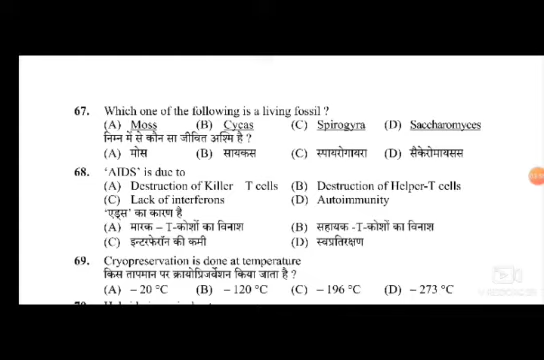 67. Which one of the following is a living fossil ?
(A) Moss (B) Cycas (C) Spirogyra (D) Saccharomyces
निम्न में से कौन सा जीवित अश्मि है ?
(A) मोस (B) सायकस (C) स्पायरोगायरा (D) सैकेरोमायसस
68. ‘AIDS’ is due to
(A) Destruction of Killer T cells (B) Destruction of Helper-T cells
(C) Lack of interferons (D) Autoimmunity
‘एड्स’ का कारण है
(A) मारक – T-कोशों का विनाश (B) सहायक -T-कोशों का विनाश
(C) इन्टरफेरॉन की कमी (D) स्वप्रतिरक्षण
69. Cryopreservation is done at temperature
किस तापमान पर क्रायोप्रिजर्वेशन किया जाता है ?
(A) – 20 °C (B) – 120 °C (C) – 196 °C (D) – 273 °C